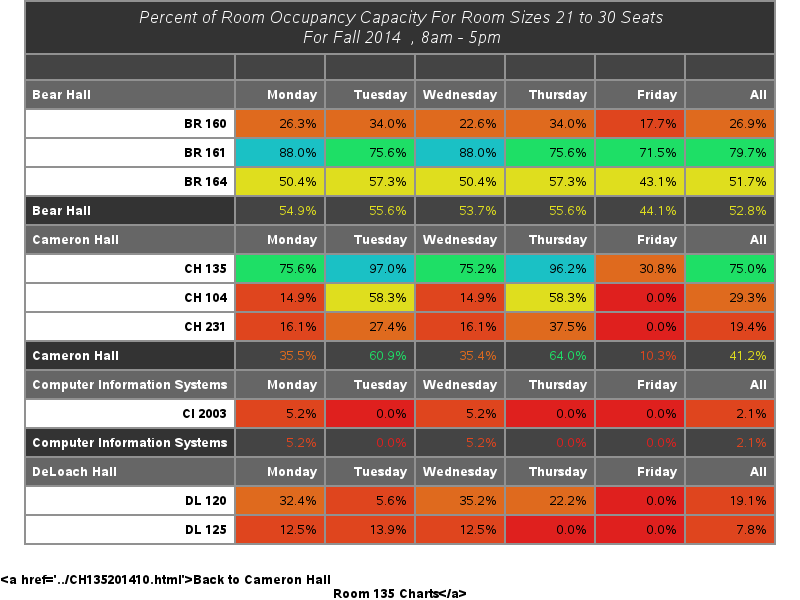 Percent of Room Occupancy Capacity For Room Sizes 21 to 30 Seats
For Fall 2014 , 8am - 5pm
Bear Hall Monday Tuesday Wednesday Thursday Friday All
BR 160 26.3% 34.0% 22.6% 34.0% 17.7% 26.9%
BR 161 88.0% 75.6% 88.0% 75.6% 71.5% 79.7%
BR 164 50.4% 57.3% 50.4% 57.3% 43.1% 51.7%
Bear Hall 54.9% 55.6% 53.7% 55.6% 44.1% 52.8%
Cameron Hall Monday Tuesday Wednesday Thursday Friday All
CH 135 75.6% 97.0% 75.2% 96.2% 30.8% 75.0%
CH 104 14.9% 58.3% 14.9% 58.3% 0.0% 29.3%
CH 231 16.1% 27.4% 16.1% 37.5% 0.0% 19.4%
Cameron Hall 35.5% 60.9% 35.4% 64.0% 10.3% 41.2%
Computer Information Systems Monday Tuesday Wednesday Thursday Friday All
CI 2003 5.2% 0.0% 5.2% 0.0% 0.0% 2.1%
Computer Information Systems 5.2% 0.0% 5.2% 0.0% 0.0% 2.1%
DeLoach Hall Monday Tuesday Wednesday Thursday Friday All
DL 120 32.4% 5.6% 35.2% 22.2% 0.0% 19.1%
DL 125 12.5% 13.9% 12.5% 0.0% 0.0% 7.8%
<a href='../CH135201410.html'>Back to Cameron Hall
Room 135 Charts</a>